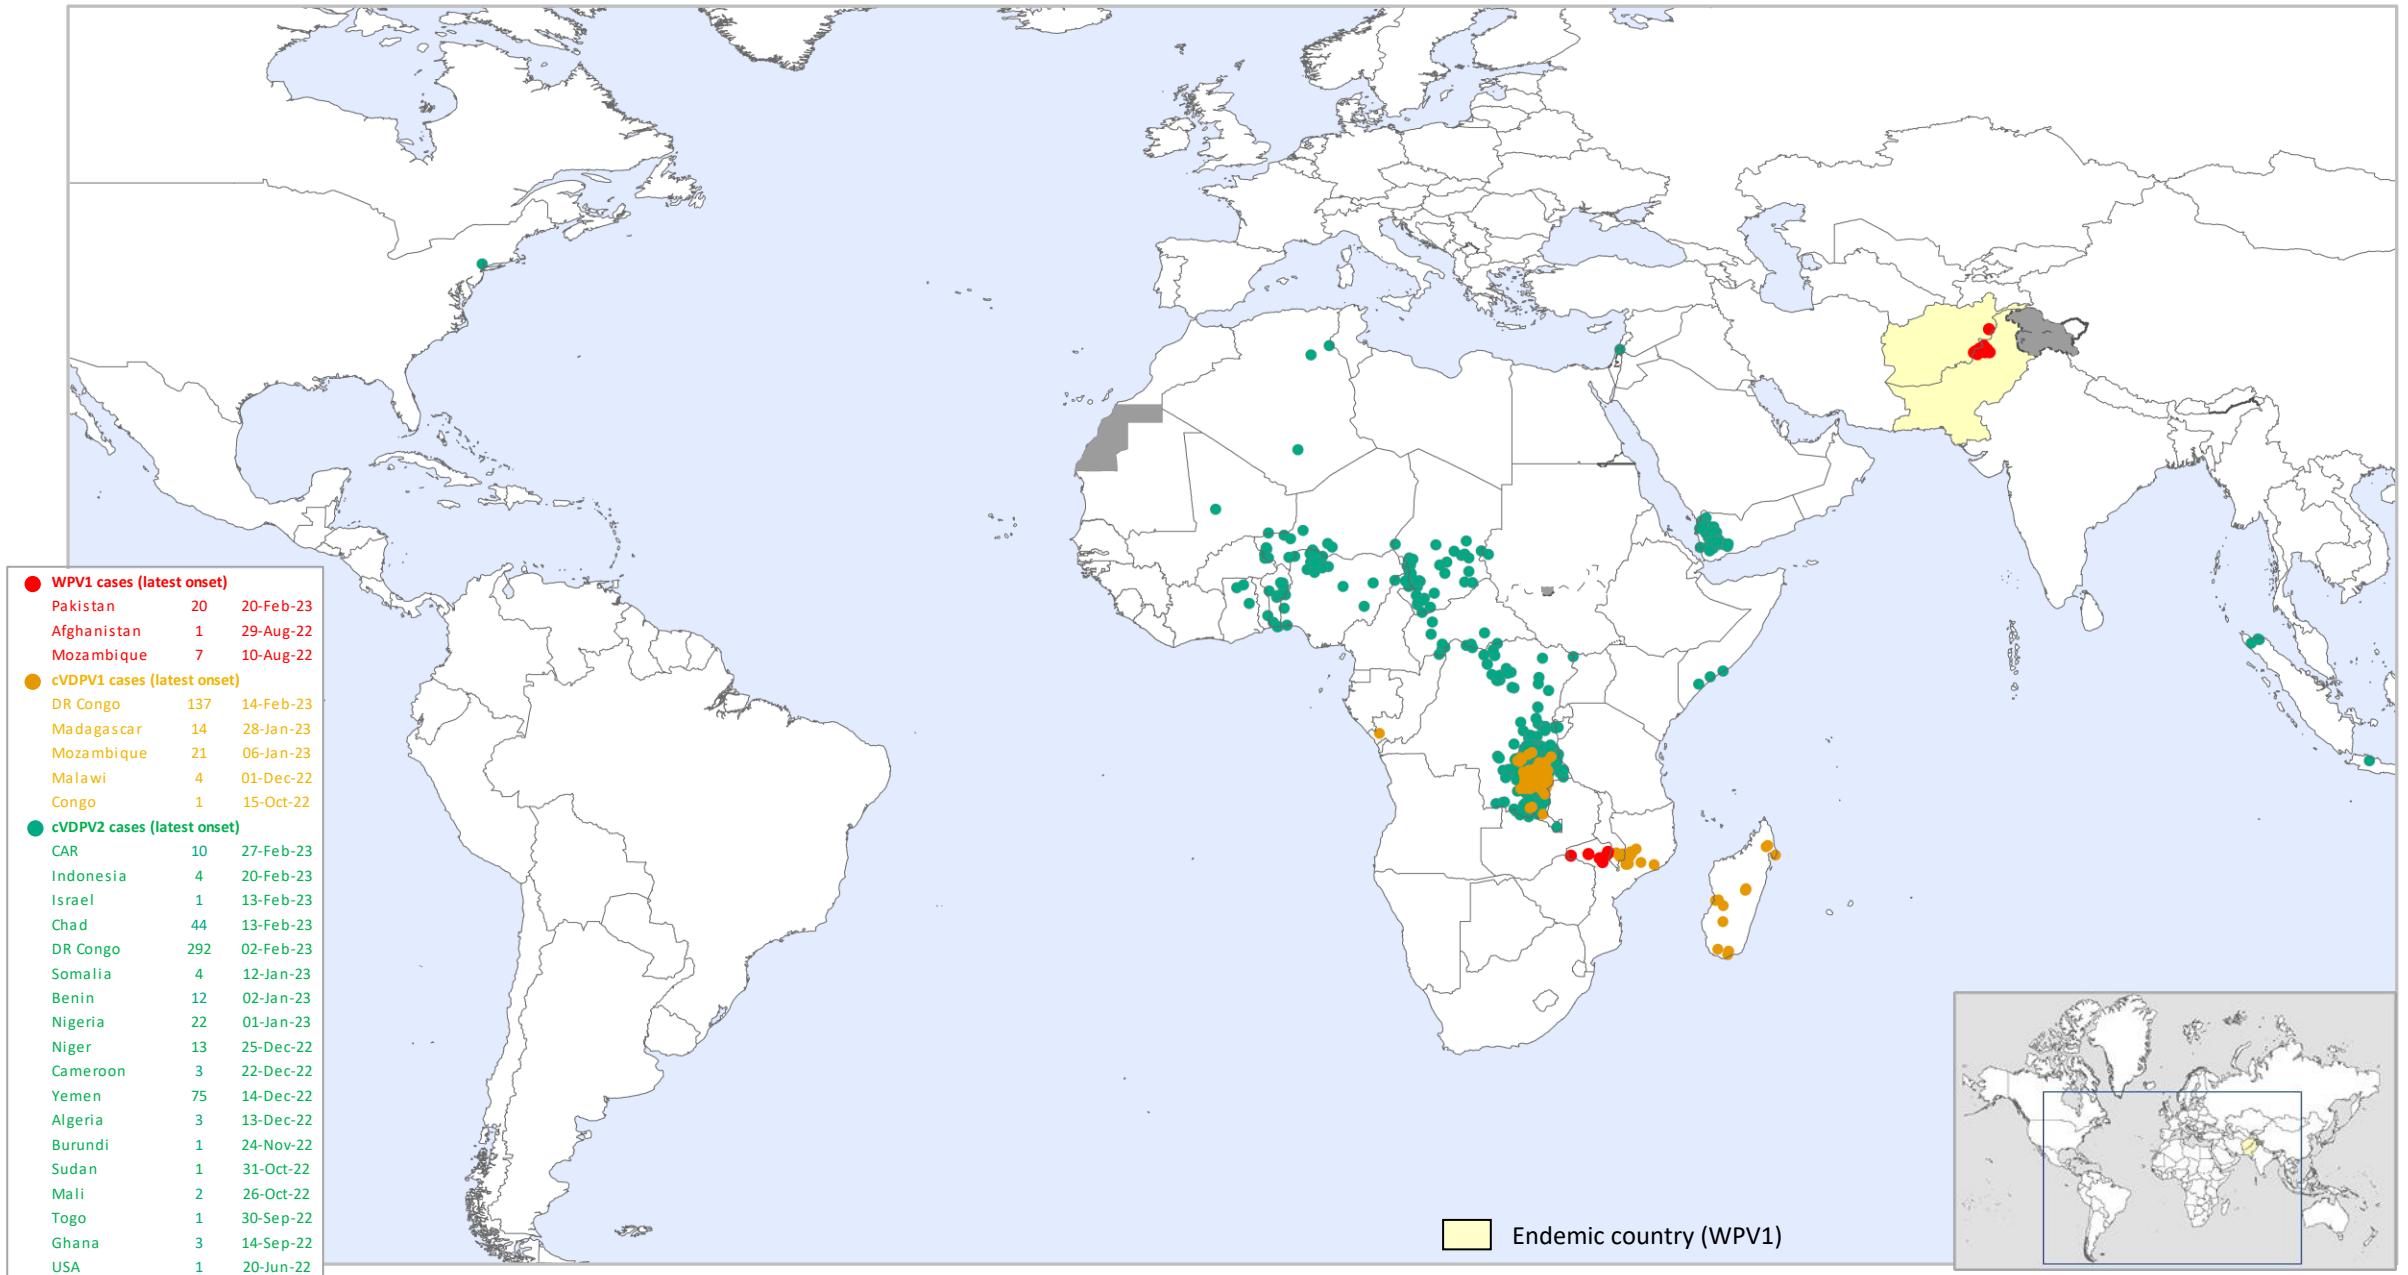 WPV1 cases (latest onset)
Pakistan 20 20-Feb-23
Afghanistan 1 29-Aug-22
Mozambique 7 10-Aug-22
cVDPV1 cases (latest onset)
DR Congo 137 14-Feb-23
Madagascar 14 28-Jan-23
Mozambique 21 06-Jan-23
Malawi 4 01-Dec-22
Congo 1 15-Oct-22
cVDPV2 cases (latest onset)
CAR 10 27-Feb-23
Indonesia 4 20-Feb-23
Israel 1 13-Feb-23
Chad 44 13-Feb-23
DR Congo 292 02-Feb-23
Somalia 4 12-Jan-23
Benin 12 02-Jan-23
Nigeria 22 01-Jan-23
Niger 13 25-Dec-22
Cameroon 3 22-Dec-22
Yemen 75 14-Dec-22
Algeria 3 13-Dec-22
Burundi 1 24-Nov-22
Sudan 1 31-Oct-22
Mali 2 26-Oct-22
Togo 1 30-Sep-22
Ghana 3 14-Sep-22
USA 1 20-Jun-22
Endemic country (WPV1)